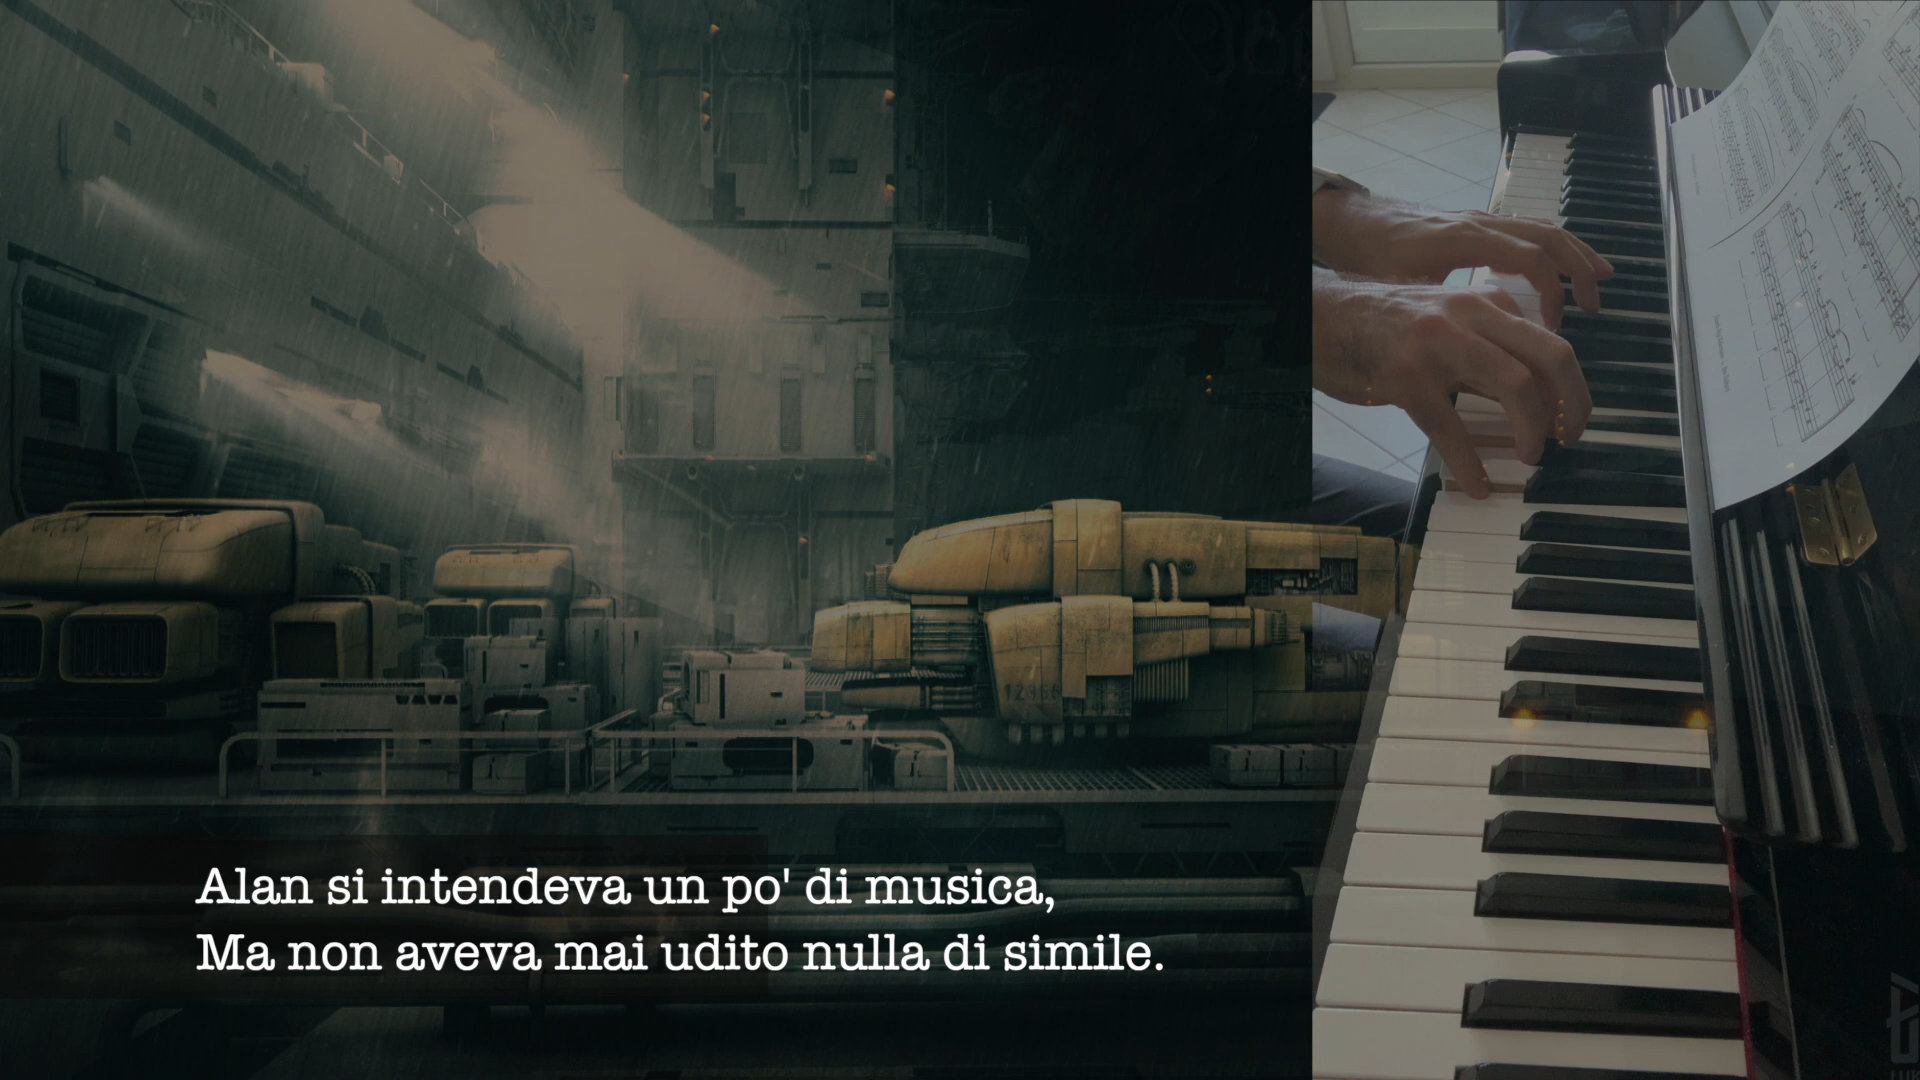 Alan si intendeva un po' di musica,
Ma non aveva mai udito nulla di simile.